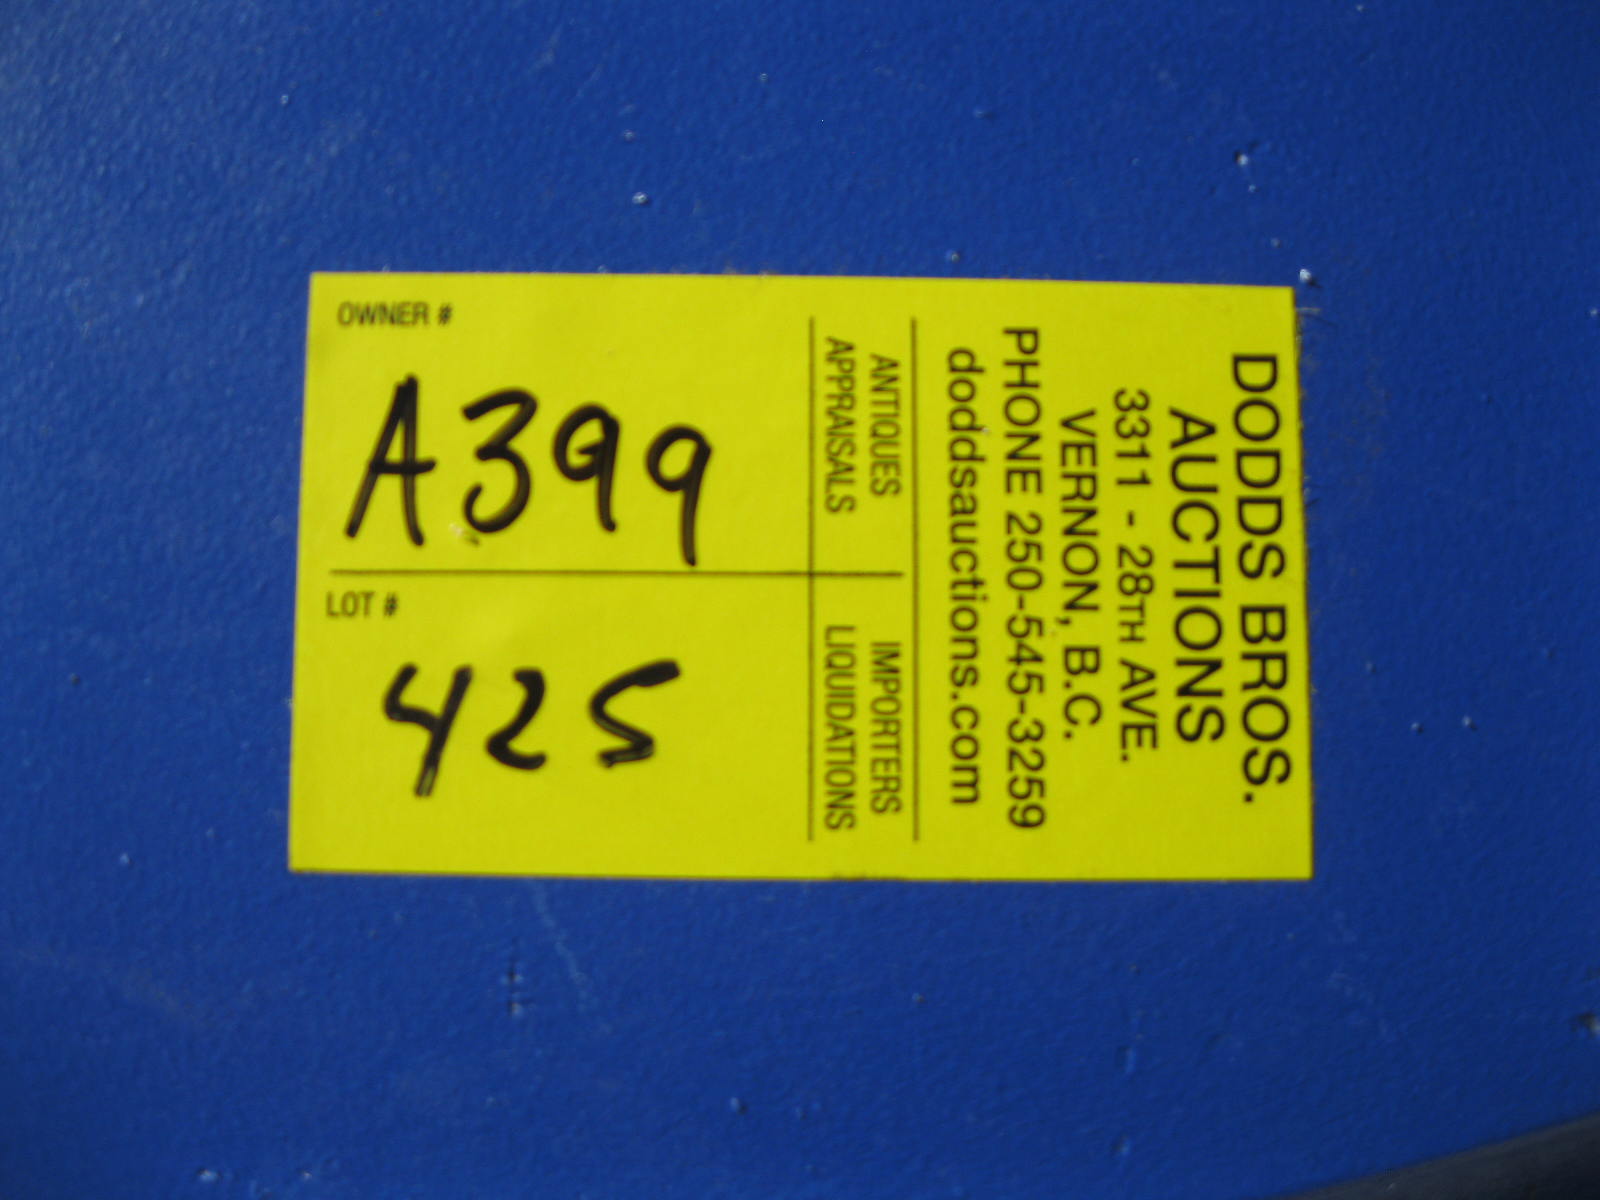 DODDS BROS.
AUCTIONS
3311 - 28TH AVE.
VERNON, B.C.
PHONE 250-545-3259
doddsauctions.com
ANTIQUES IMPORTERS
APPRAISALS LIQUIDATIONS
OWNER #
A399
LOT #
425